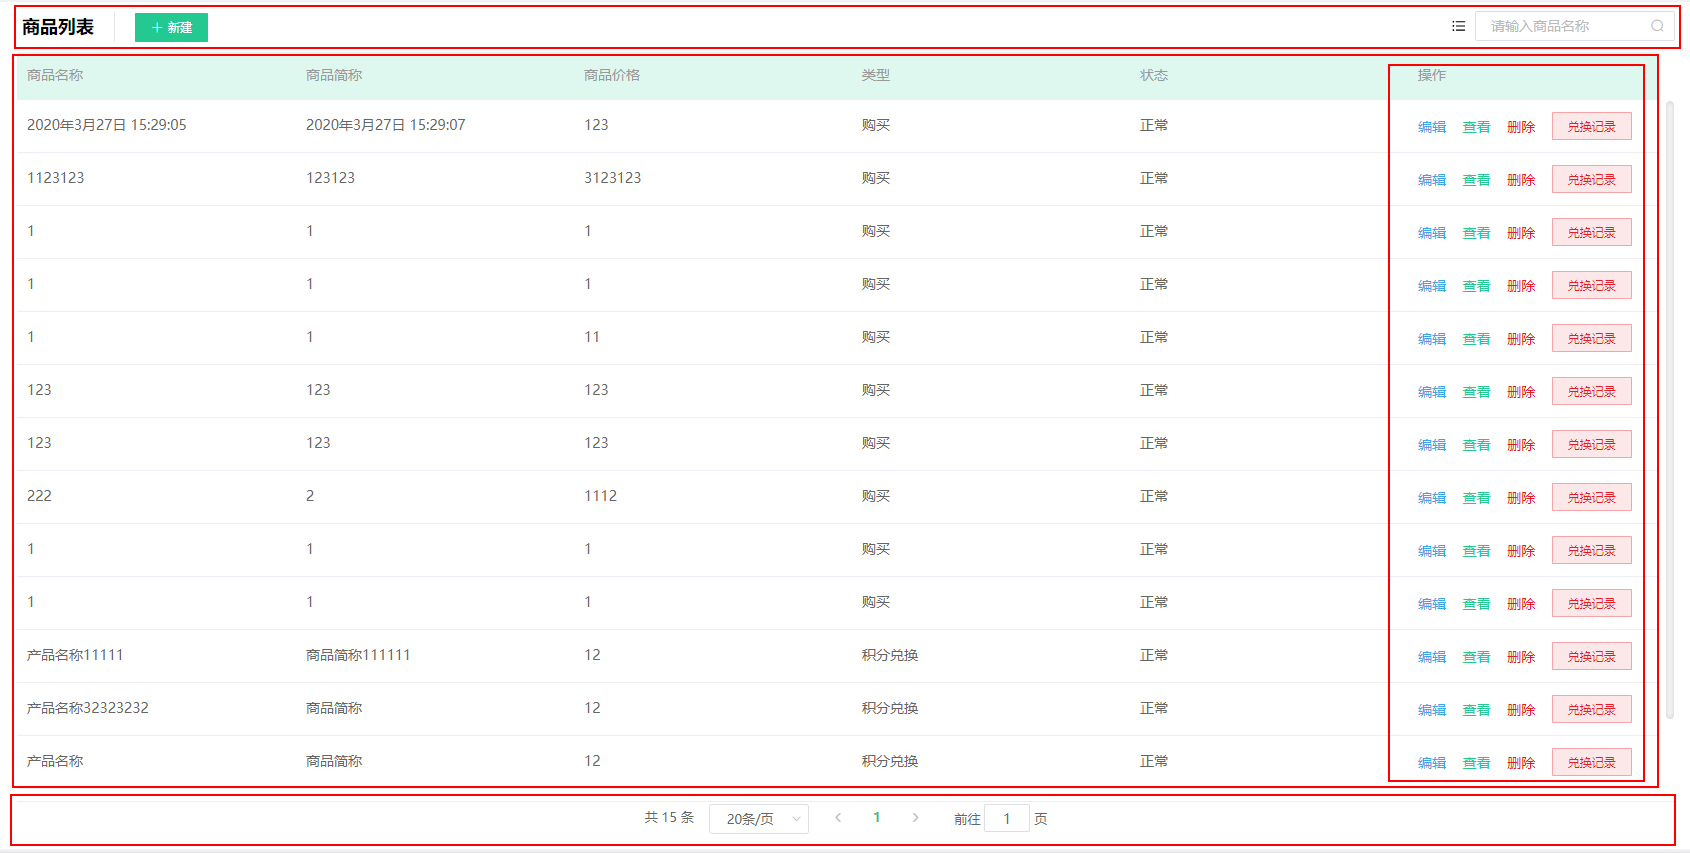 商品列表 + 新建 请输入商品名称
商品名称 商品简称 商品价格 类型 状态 操作
2020年3月27日 15:29:05 2020年3月27日 15:29:07 123 购买 正常 编辑 查看 删除 兑换记录
1123123 123123 3123123 购买 正常 编辑 查看 删除 兑换记录
1 1 1 购买 正常 编辑 查看 删除 兑换记录
1 1 1 购买 正常 编辑 查看 删除 兑换记录
1 1 11 购买 正常 编辑 查看 删除 兑换记录
123 123 123 购买 正常 编辑 查看 删除 兑换记录
123 123 123 购买 正常 编辑 查看 删除 兑换记录
222 2 1112 购买 正常 编辑 查看 删除 兑换记录
1 1 1 购买 正常 编辑 查看 删除 兑换记录
1 1 1 购买 正常 编辑 查看 删除 兑换记录
产品名称11111 商品简称111111 12 积分兑换 正常 编辑 查看 删除 兑换记录
产品名称32323232 商品简称 12 积分兑换 正常 编辑 查看 删除 兑换记录
产品名称 商品简称 12 积分兑换 正常 编辑 查看 删除 兑换记录
共 15 条 20条/页 1 前往 1 页